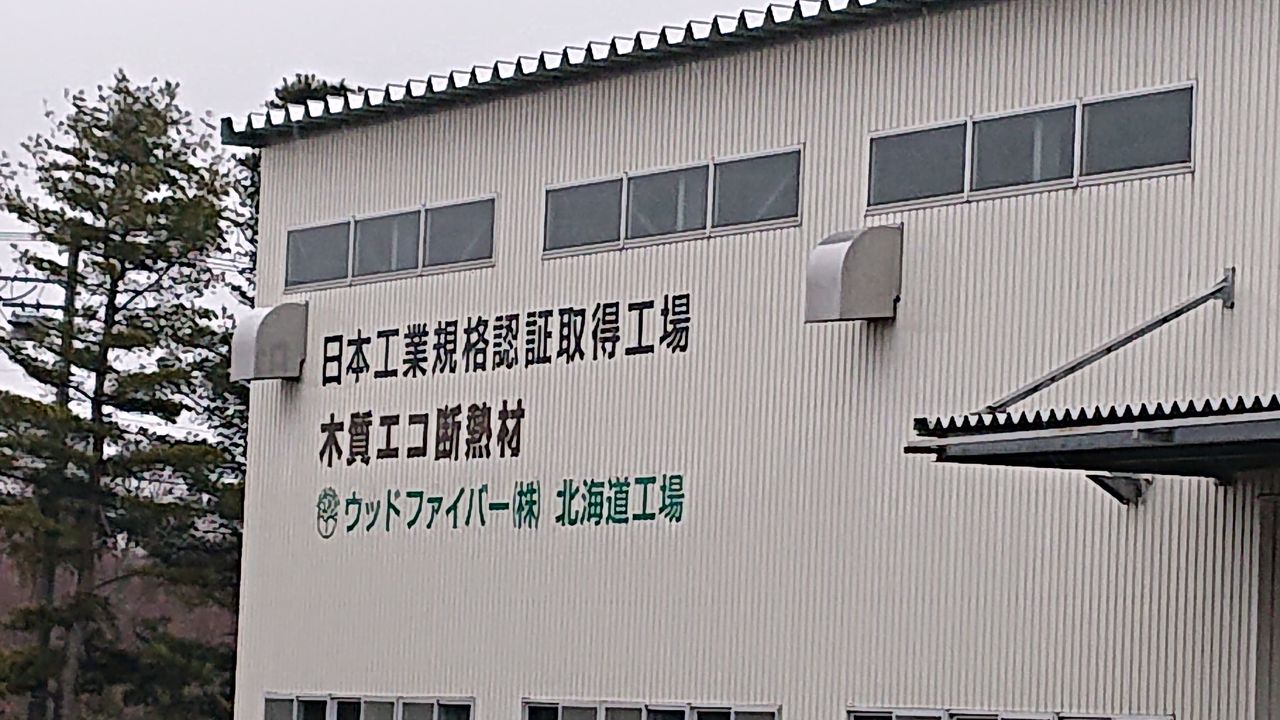 日本工業規格認証取得工場
木質エコ断熱材
ウッドファイバー(株) 北海道工場